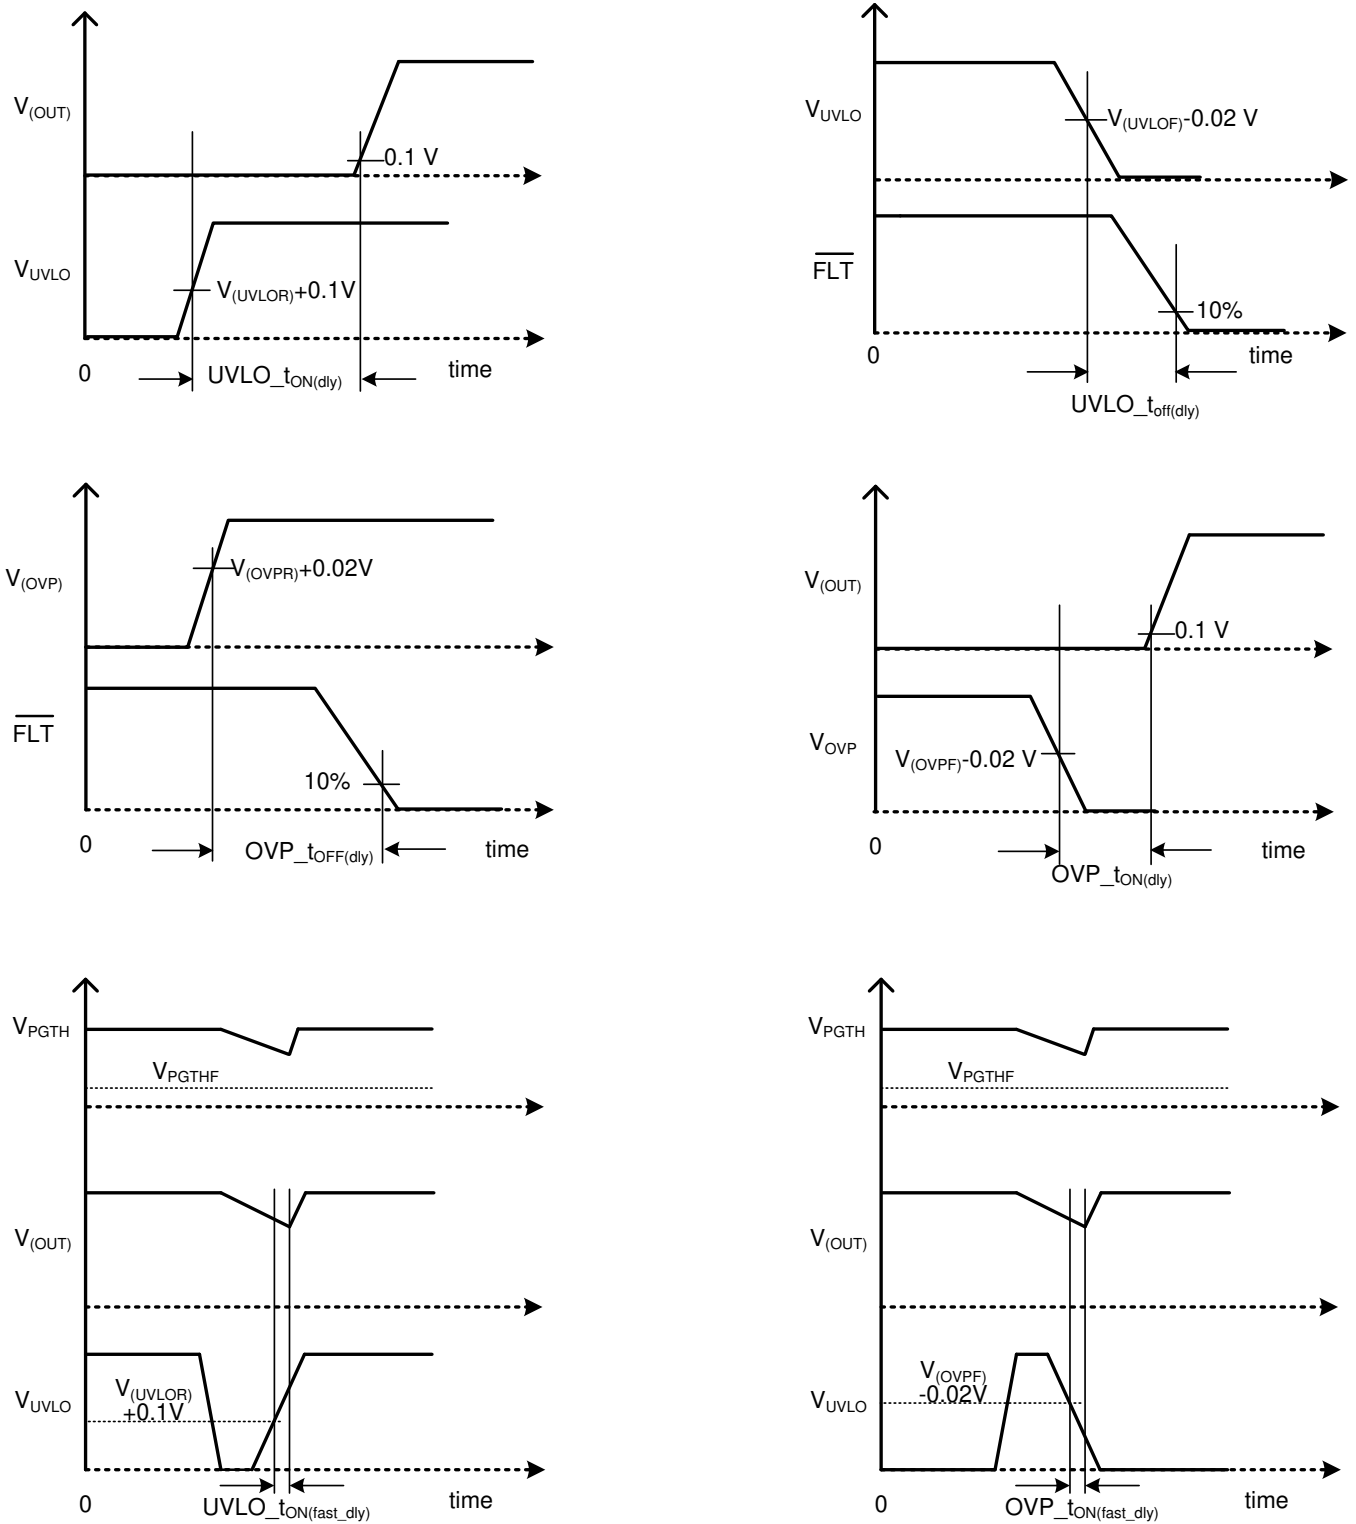 V(OUT)
0.1 V
VUVLO
V(UVLOR)+0.1V
0
UVLO_tON(dly)
time
VUVLO
V(UVLOF)-0.02 V
FLT
10%
0
time
UVLO_toff(dly)
V(OVP)
V(OVPR)+0.02V
FLT
10%
0
OVP_tOFF(dly)
time
V(OUT)
0.1 V
VOVP
V(OVPF)-0.02 V
0
time
OVP_tON(dly)
VPGTH
VPGTHF
V(OUT)
VUVLO
V(UVLOR)
+0.1V
0
UVLO_tON(fast_dly)
time
VPGTH
VPGTHF
V(OUT)
VUVLO
V(OVPF)
-0.02V
0
OVP_tON(fast_dly)
time